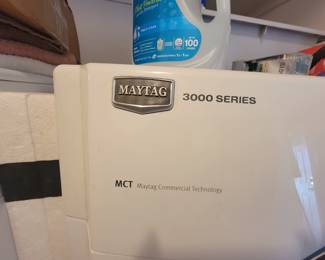 100
MAYTAG
3000 SERIES
MCT Maytag Commercial Technology